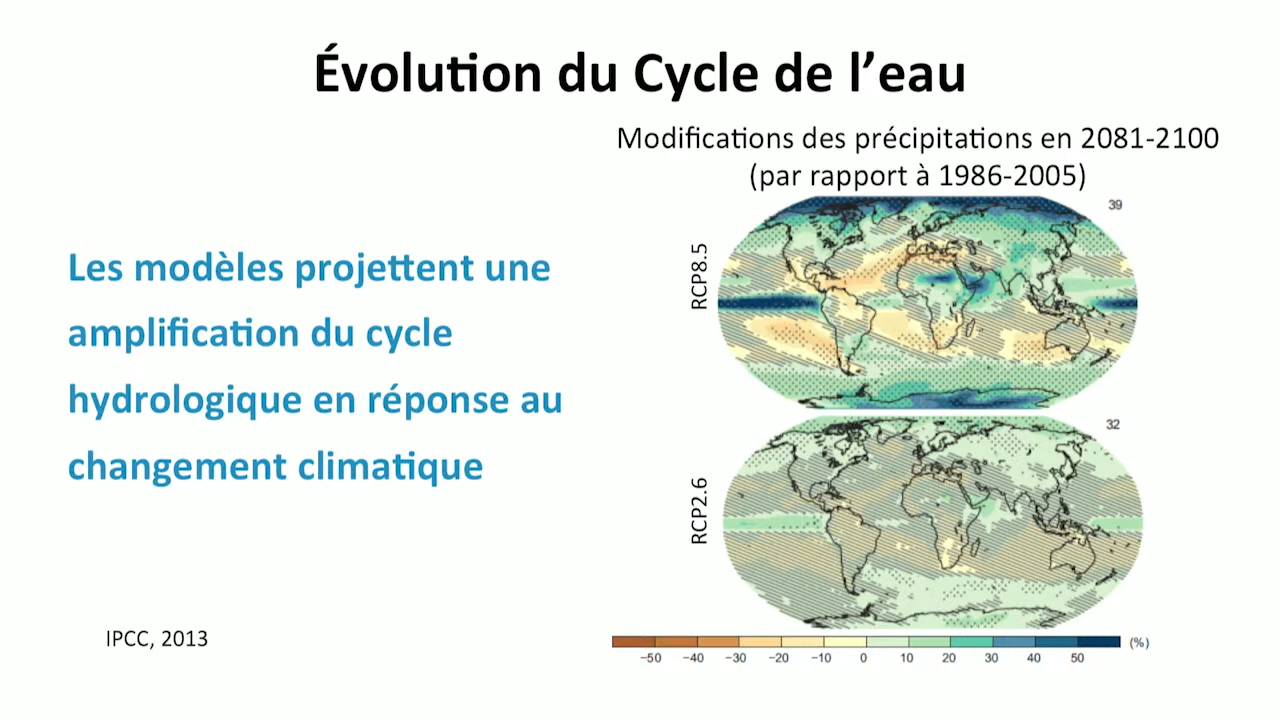 Évolution du Cycle de l’eau
Modifications des précipitations en 2081-2100
(par rapport à 1986-2005)
39
RCP8.5
Les modèles projettent une
amplification du cycle
hydrologique en réponse au
changement climatique
32
RCP2.6
IPCC, 2013
(%)
−50 −40 −30 −20 −10 0 10 20 30 40 50